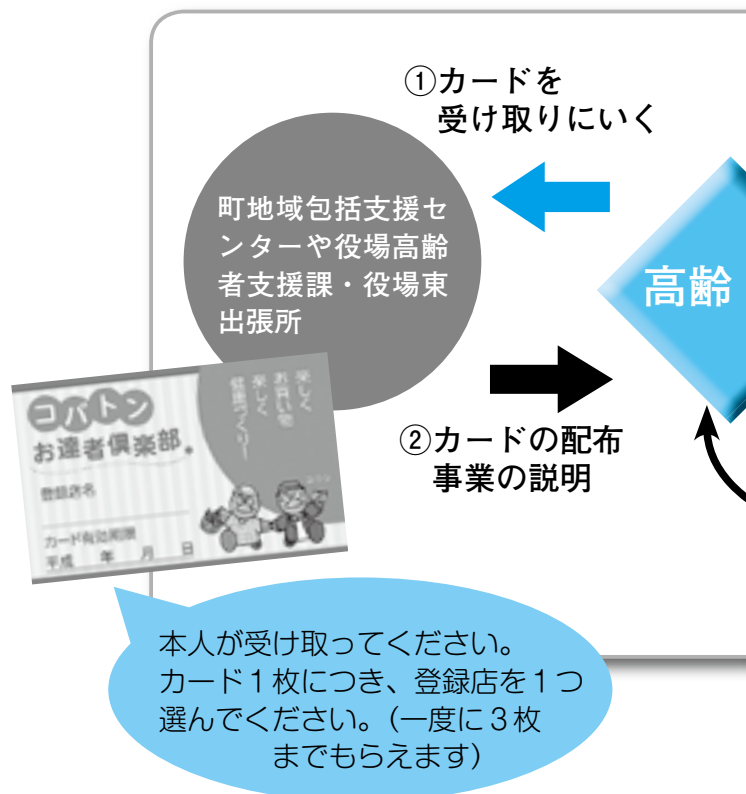 ①カードを
受け取りにいく
町地域包括支援セ
ンターや役場高齢
者支援課・役場東
出張所
高齢
②カードの配布
事業の説明
コバトン
お達者倶楽部
楽しく
お買い物
楽しく
健康づくり!
登録店名
カード有効期限
平成 年 月 日
本人が受け取ってください。
カード1枚につき、登録店を1つ
選んでください。(一度に3枚
までもらえます)